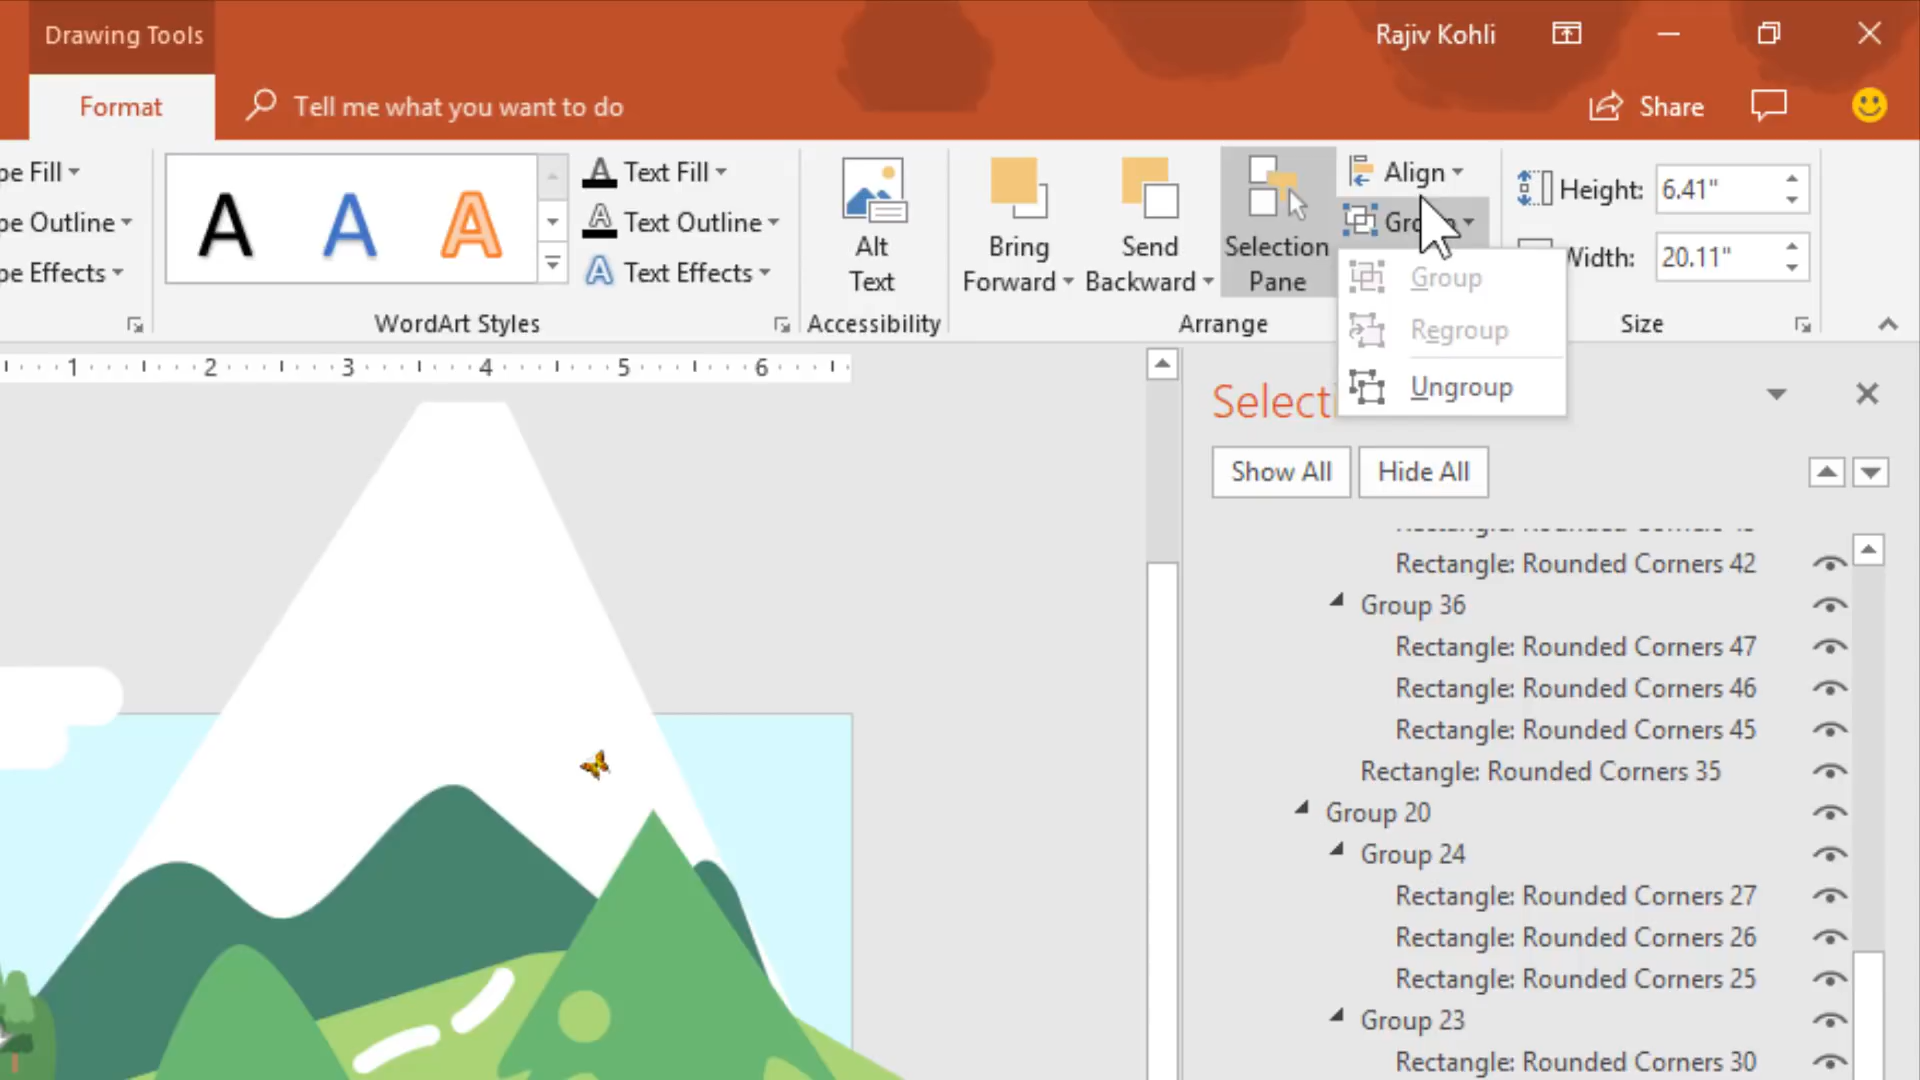 Drawing Tools
Rajiv Kohli
Format
Tell me what you want to do
Share
pe Fill
pe Outline
pe Effects
A A A
Text Fill
Text Outline
Text Effects
WordArt Styles
Alt
Text
Accessibility
Bring
Forward
Send
Backward
Selection
Pane
Align
Group
Arrange
Group
Regroup
Ungroup
Height: 6.41"
Width: 20.11"
Size
1 2 3 4 5 6
Selecti
Show All
Hide All
Rectangle: Rounded Corners 42
Group 36
Rectangle: Rounded Corners 47
Rectangle: Rounded Corners 46
Rectangle: Rounded Corners 45
Rectangle: Rounded Corners 35
Group 20
Group 24
Rectangle: Rounded Corners 27
Rectangle: Rounded Corners 26
Rectangle: Rounded Corners 25
Group 23
Rectangle: Rounded Corners 30